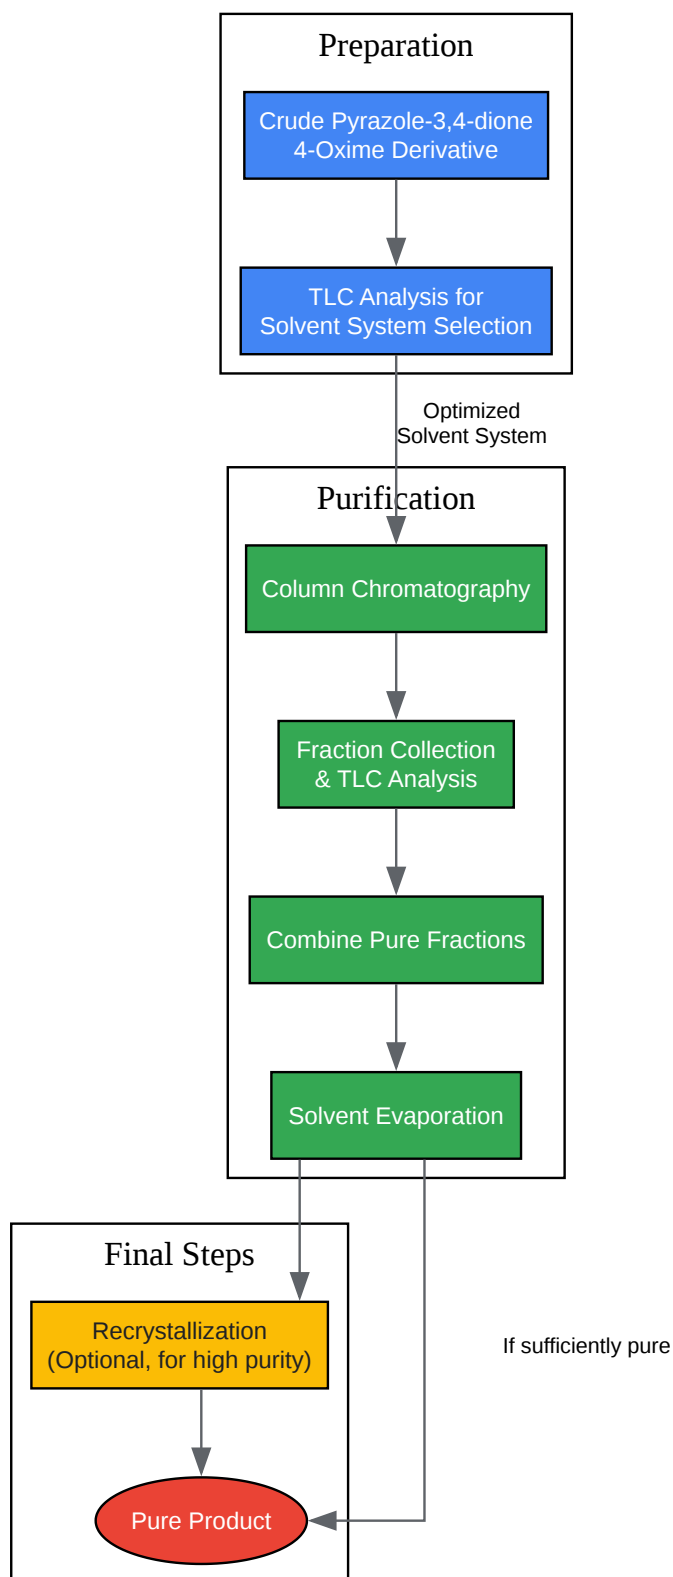 Preparation
Crude Pyrazole-3,4-dione
4-Oxime Derivative
TLC Analysis for
Solvent System Selection
Optimized
Solvent System
Purification
Column Chromatography
Fraction Collection
& TLC Analysis
Combine Pure Fractions
Solvent Evaporation
Final Steps
Recrystallization
(Optional, for high purity)
If sufficiently pure
Pure Product